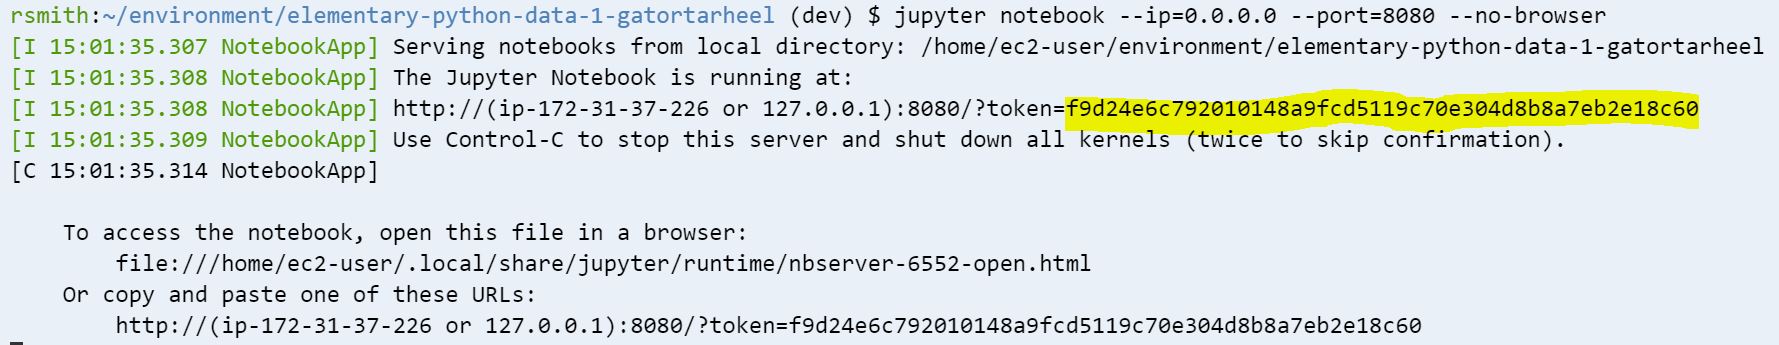 rsmith:~/environment/elementary-python-data-1-gatortarheel (dev) $ jupyter notebook --ip=0.0.0.0 --port=8080 --no-browser
[I 15:01:35.307 NotebookApp] Serving notebooks from local directory: /home/ec2-user/environment/elementary-python-data-1-gatortarheel
[I 15:01:35.308 NotebookApp] The Jupyter Notebook is running at:
[I 15:01:35.308 NotebookApp] http://(ip-172-31-37-226 or 127.0.0.1):8080/?token=f9d24e6c792010148a9fcd5119c70e304d8b8a7eb2e18c60
[I 15:01:35.309 NotebookApp] Use Control-C to stop this server and shut down all kernels (twice to skip confirmation).
[C 15:01:35.314 NotebookApp]
To access the notebook, open this file in a browser:
file:///home/ec2-user/.local/share/jupyter/runtime/nbserver-6552-open.html
Or copy and paste one of these URLs:
http://(ip-172-31-37-226 or 127.0.0.1):8080/?token=f9d24e6c792010148a9fcd5119c70e304d8b8a7eb2e18c60